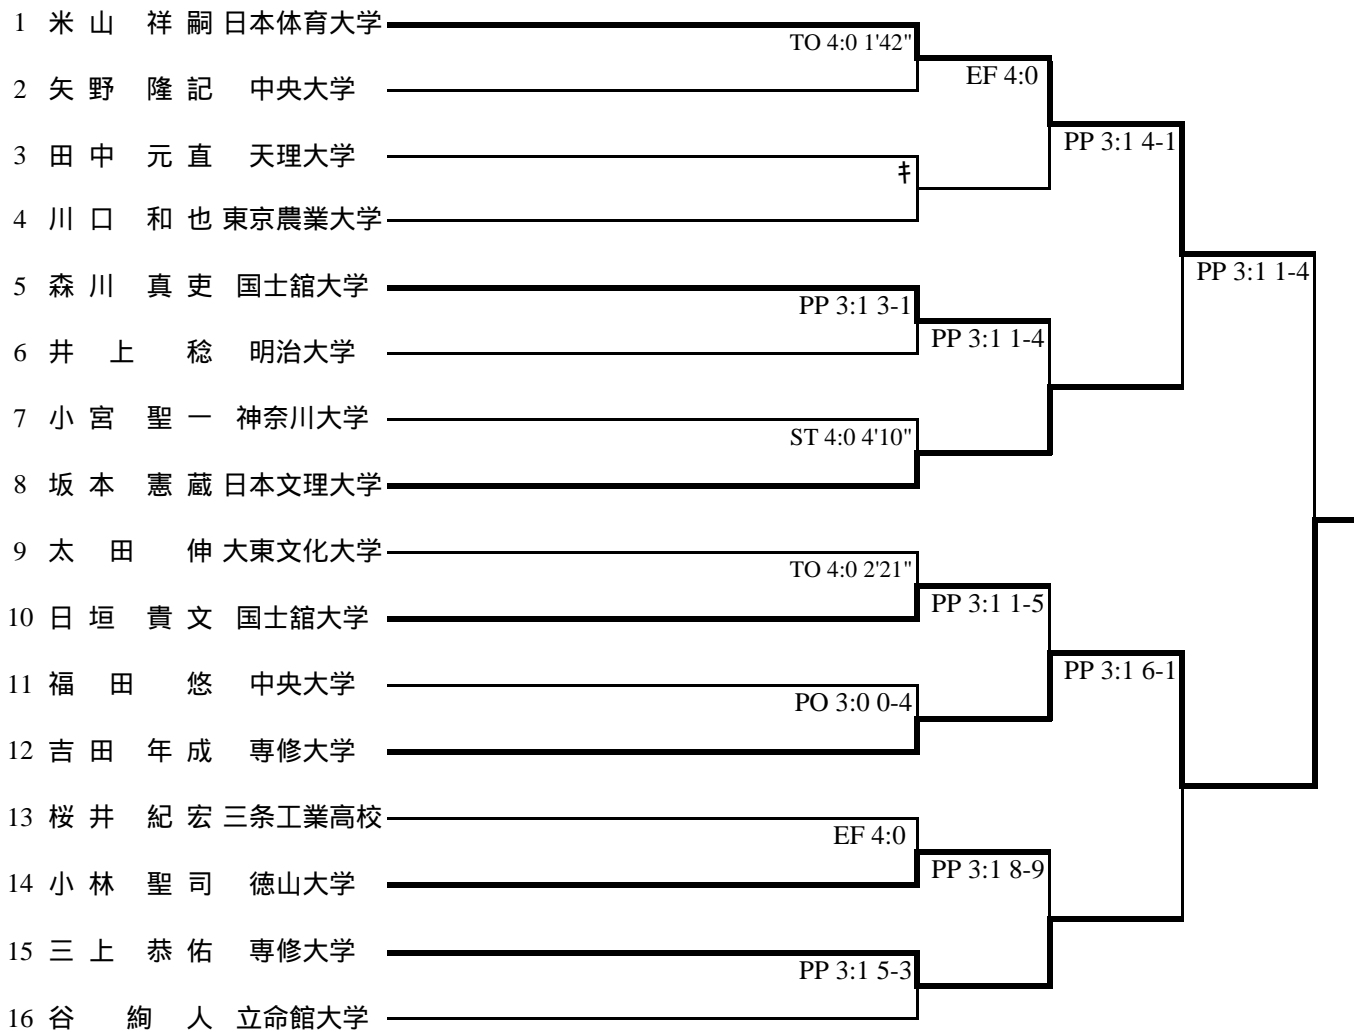 1 米山 祥嗣 日本体育大学
TO 4:0 1'42"
EF 4:0
2 矢野 隆記 中央大学
PP 3:1 4-1
3 田中 元直 天理大学
4 川口 和也 東京農業大学
PP 3:1 1-4
5 森川 真吏 国士舘大学
PP 3:1 3-1
PP 3:1 1-4
6 井上 稔 明治大学
7 小宮 聖一 神奈川大学
ST 4:0 4'10"
8 坂本 憲蔵 日本文理大学
9 太田 伸 大東文化大学
TO 4:0 2'21"
PP 3:1 1-5
10 日垣 貴文 国士舘大学
PP 3:1 6-1
11 福田 悠 中央大学
PO 3:0 0-4
12 吉田 年成 専修大学
13 桜井 紀宏 三条工業高校
EF 4:0
PP 3:1 8-9
14 小林 聖司 徳山大学
15 三上 恭佑 専修大学
PP 3:1 5-3
16 谷 絢人 立命館大学